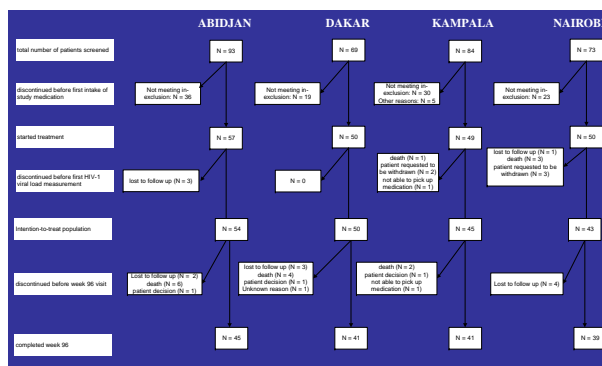 ABIDJAN DAKAR KAMPALA NAIROBI
total number of patients screened
N = 93 N = 69 N = 84 N = 73
discontinued before first intake of
study medication
Not meeting in-
exclusion: N = 36
Not meeting in-
exclusion: N = 19
Not meeting in-
exclusion: N = 30
Other reasons: N = 5
Not meeting in-
exclusion: N = 23
started treatment
N = 57 N = 50 N = 49 N = 50
discontinued before first HIV-1
viral load measurement
lost to follow up (N = 3)
N = 0
death (N = 1)
patient requested to
be withdrawn (N = 2)
not able to pick up
medication (N = 1)
lost to follow up (N = 1)
death (N = 3)
patient requested to be
withdrawn (N = 3)
Intention-to-treat population
N = 54 N = 50 N = 45 N = 43
discontinued before week 96 visit
Lost to follow up (N = 2)
death (N = 6)
patient decision (N = 1)
lost to follow up (N = 3)
death (N = 4)
patient decision (N = 1)
Unknown reason (N = 1)
death (N = 2)
patient decision (N = 1)
not able to pick up
medication (N = 1)
Lost to follow up (N = 4)
completed week 96
N = 45 N = 41 N = 41 N = 39